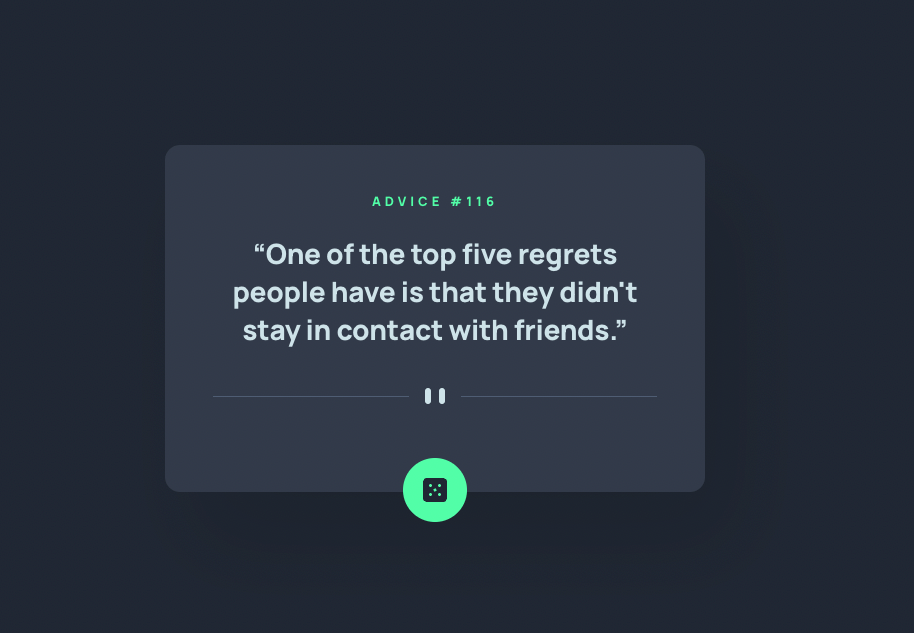 ADVICE #116
“One of the top five regrets
people have is that they didn't
stay in contact with friends.”